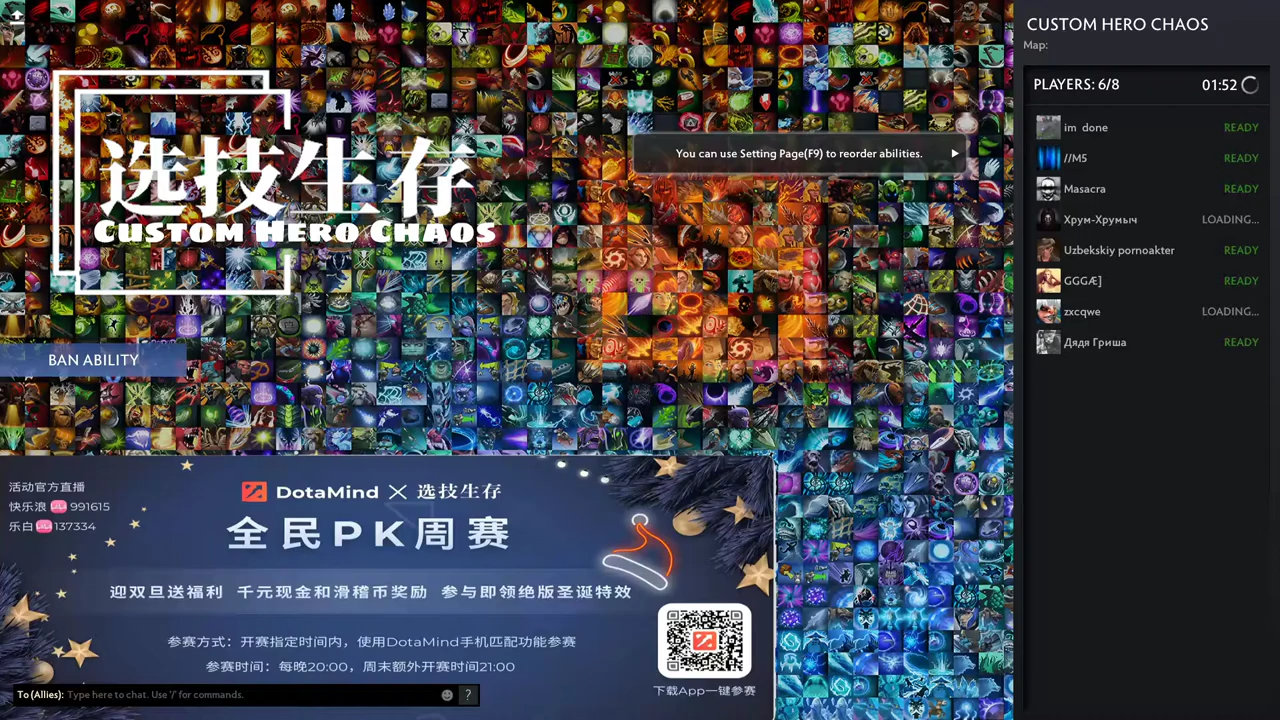 选技生存
CUSTOM HERO CHAOS
BAN ABILITY
You can use Setting Page(F9) to reorder abilities.
活动官方直播
快乐浪 991615
乐白 137334
DotaMind × 选技生存
全民PK周赛
迎双旦送福利 千元现金和滑稽币奖励 参与即领绝版圣诞特效
参赛方式：开赛指定时间内，使用DotaMind手机匹配功能参赛
参赛时间：每晚20:00，周末额外开赛时间21:00
下载App一键参赛
To (Allies): Type here to chat. Use '/' for commands.
?
CUSTOM HERO CHAOS
Map:
PLAYERS: 6/8 01:52
im done READY
//M5 READY
Masacra READY
Хрум-Хрумыч LOADING...
Uzbekskiy pornoakter READY
GGGÆ] READY
zxcqwe LOADING...
Дядя Гриша READY